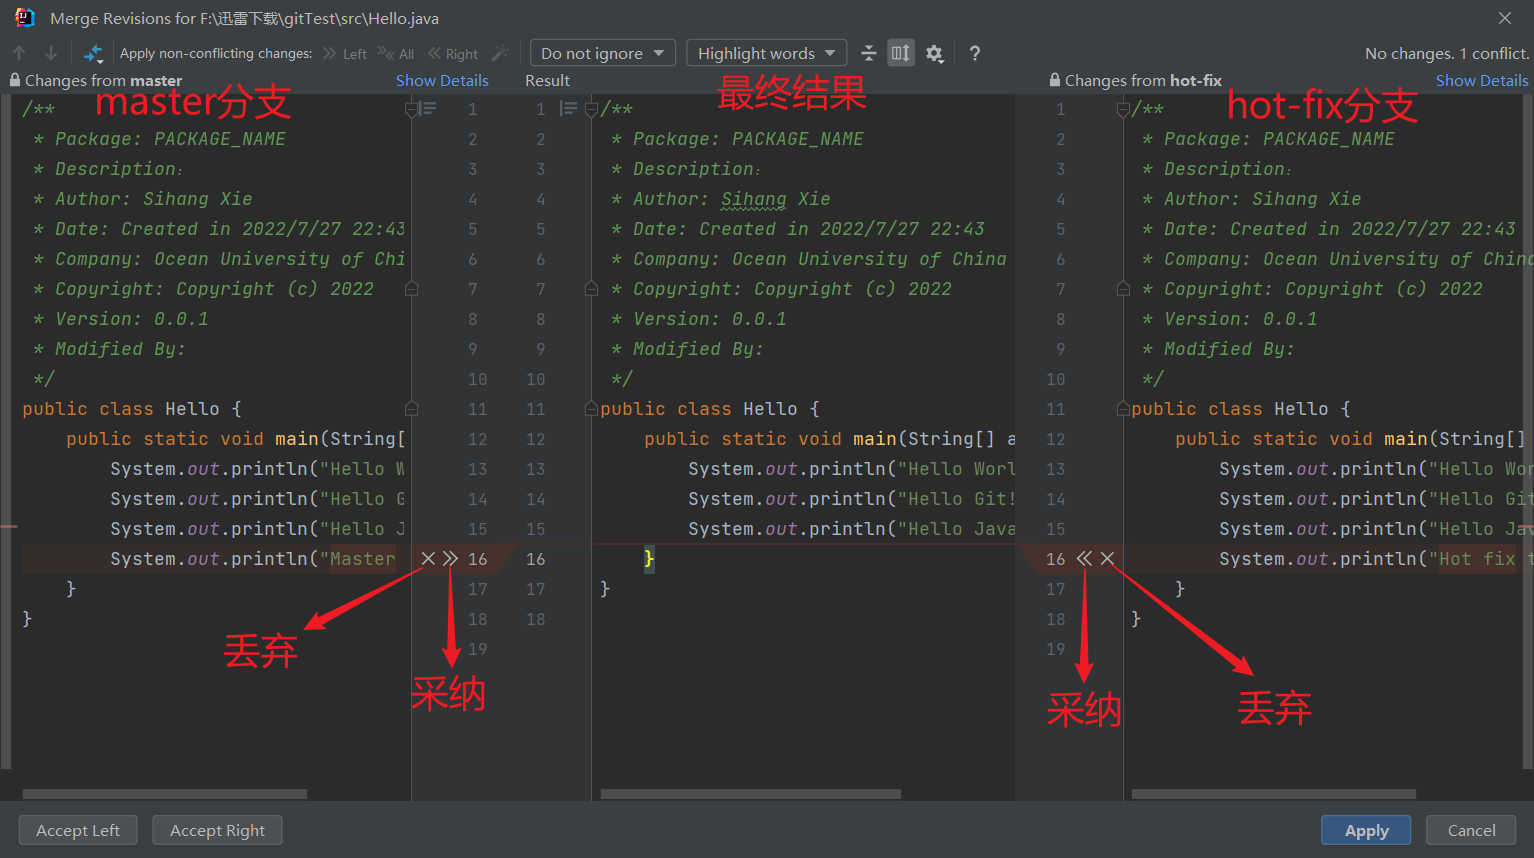 Merge Revisions for F:\迅雷下载\gitTest\src\Hello.java
Apply non-conflicting changes: Left All Right Do not ignore Highlight words ? No changes. 1 conflict.
Changes from master Show Details Result Changes from hot-fix Show Details
master分支 最终结果 hot-fix分支
/** 1 1 /** 1 /**
* Package: PACKAGE_NAME 2 2 * Package: PACKAGE_NAME 2 * Package: PACKAGE_NAME
* Description: 3 3 * Description: 3 * Description:
* Author: Sihang Xie 4 4 * Author: Sihang Xie 4 * Author: Sihang Xie
* Date: Created in 2022/7/27 22:43 5 5 * Date: Created in 2022/7/27 22:43 5 * Date: Created in 2022/7/27 22:43
* Company: Ocean University of Chi 6 6 * Company: Ocean University of China 6 * Company: Ocean University of China
* Copyright: Copyright (c) 2022 7 7 * Copyright: Copyright (c) 2022 7 * Copyright: Copyright (c) 2022
* Version: 0.0.1 8 8 * Version: 0.0.1 8 * Version: 0.0.1
* Modified By: 9 9 * Modified By: 9 * Modified By:
*/ 10 10 */ 10 */
public class Hello { 11 11 public class Hello { 11 public class Hello {
public static void main(String[ 12 12 public static void main(String[] a 12 public static void main(String[]
System.out.println("Hello W 13 13 System.out.println("Hello Worl 13 System.out.println("Hello Wor
System.out.println("Hello G 14 14 System.out.println("Hello Git! 14 System.out.println("Hello Git
System.out.println("Hello J 15 15 System.out.println("Hello Java 15 System.out.println("Hello Jav
System.out.println("Master 16 16 } 16 System.out.println("Hot fix t
} 17 17 } 17 }
} 18 18 18 }
19 19
丢弃 采纳 采纳 丢弃
Accept Left Accept Right Apply Cancel